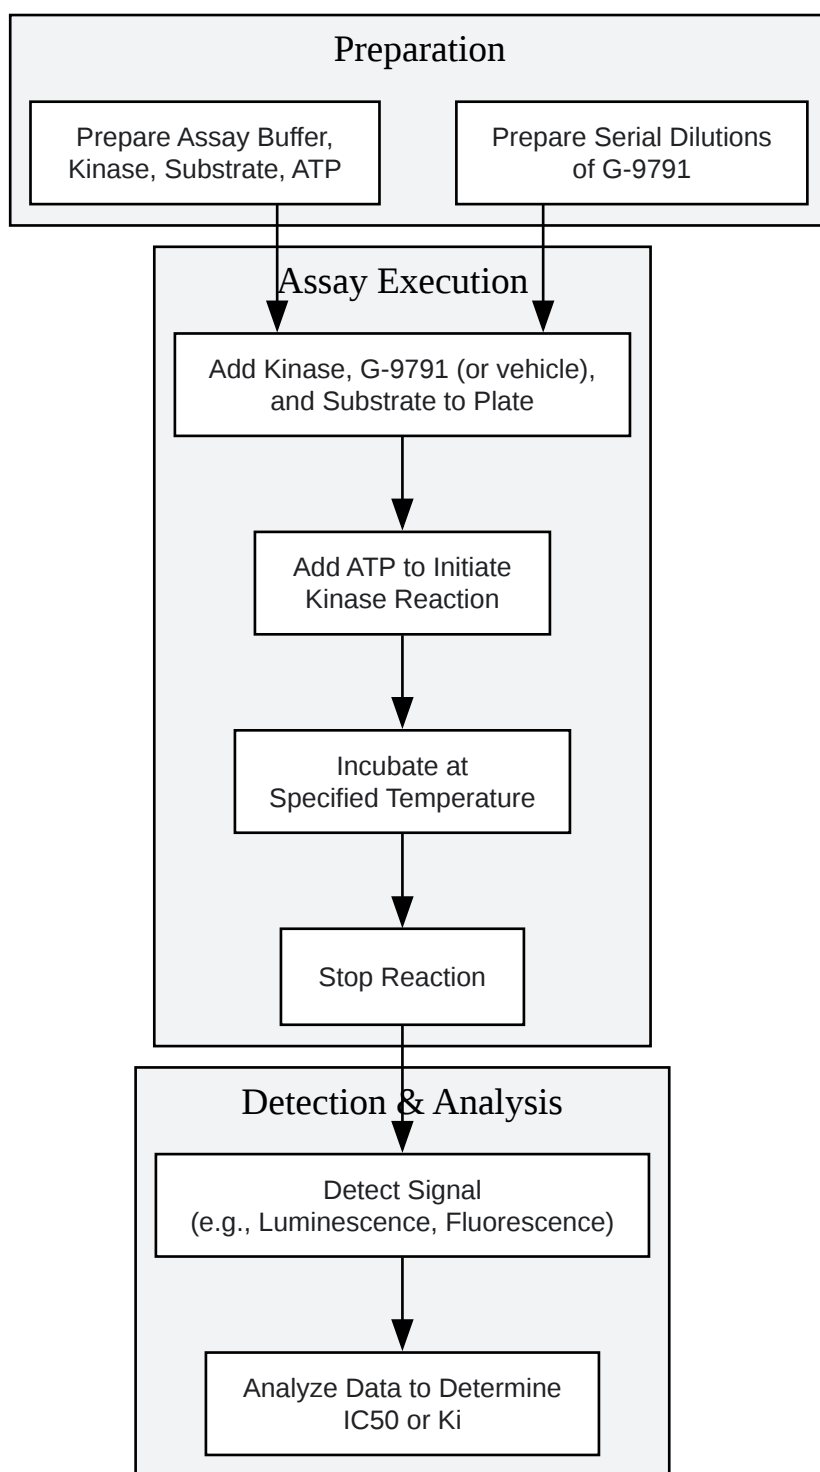 Preparation
Prepare Assay Buffer,
Kinase, Substrate, ATP
Prepare Serial Dilutions
of G-9791
Assay Execution
Add Kinase, G-9791 (or vehicle),
and Substrate to Plate
Add ATP to Initiate
Kinase Reaction
Incubate at
Specified Temperature
Stop Reaction
Detection & Analysis
Detect Signal
(e.g., Luminescence, Fluorescence)
Analyze Data to Determine
IC50 or Ki